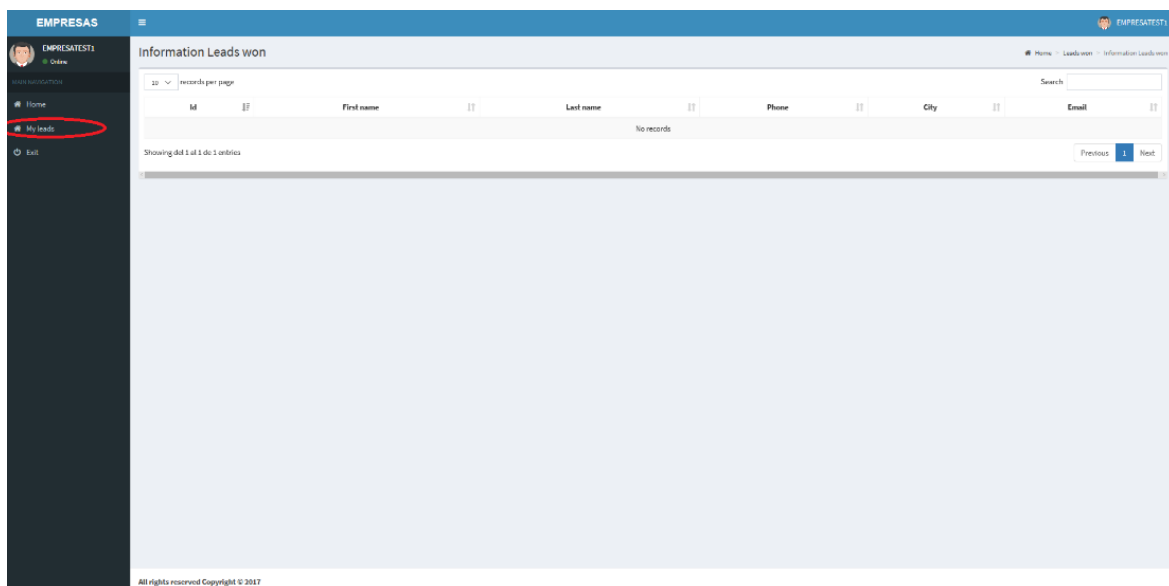 EMPRESAS
EMPRESATEST1
EMPRESATEST1
Online
Information Leads won
Home > Leads won > Information Leads won
MAIN NAVIGATION
10 records per page
Search
Home
Id First name Last name Phone City Email
My leads
No records
Exit
Showing del 1 al 1 de 1 entries
Previous 1 Next
All rights reserved Copyright © 2017